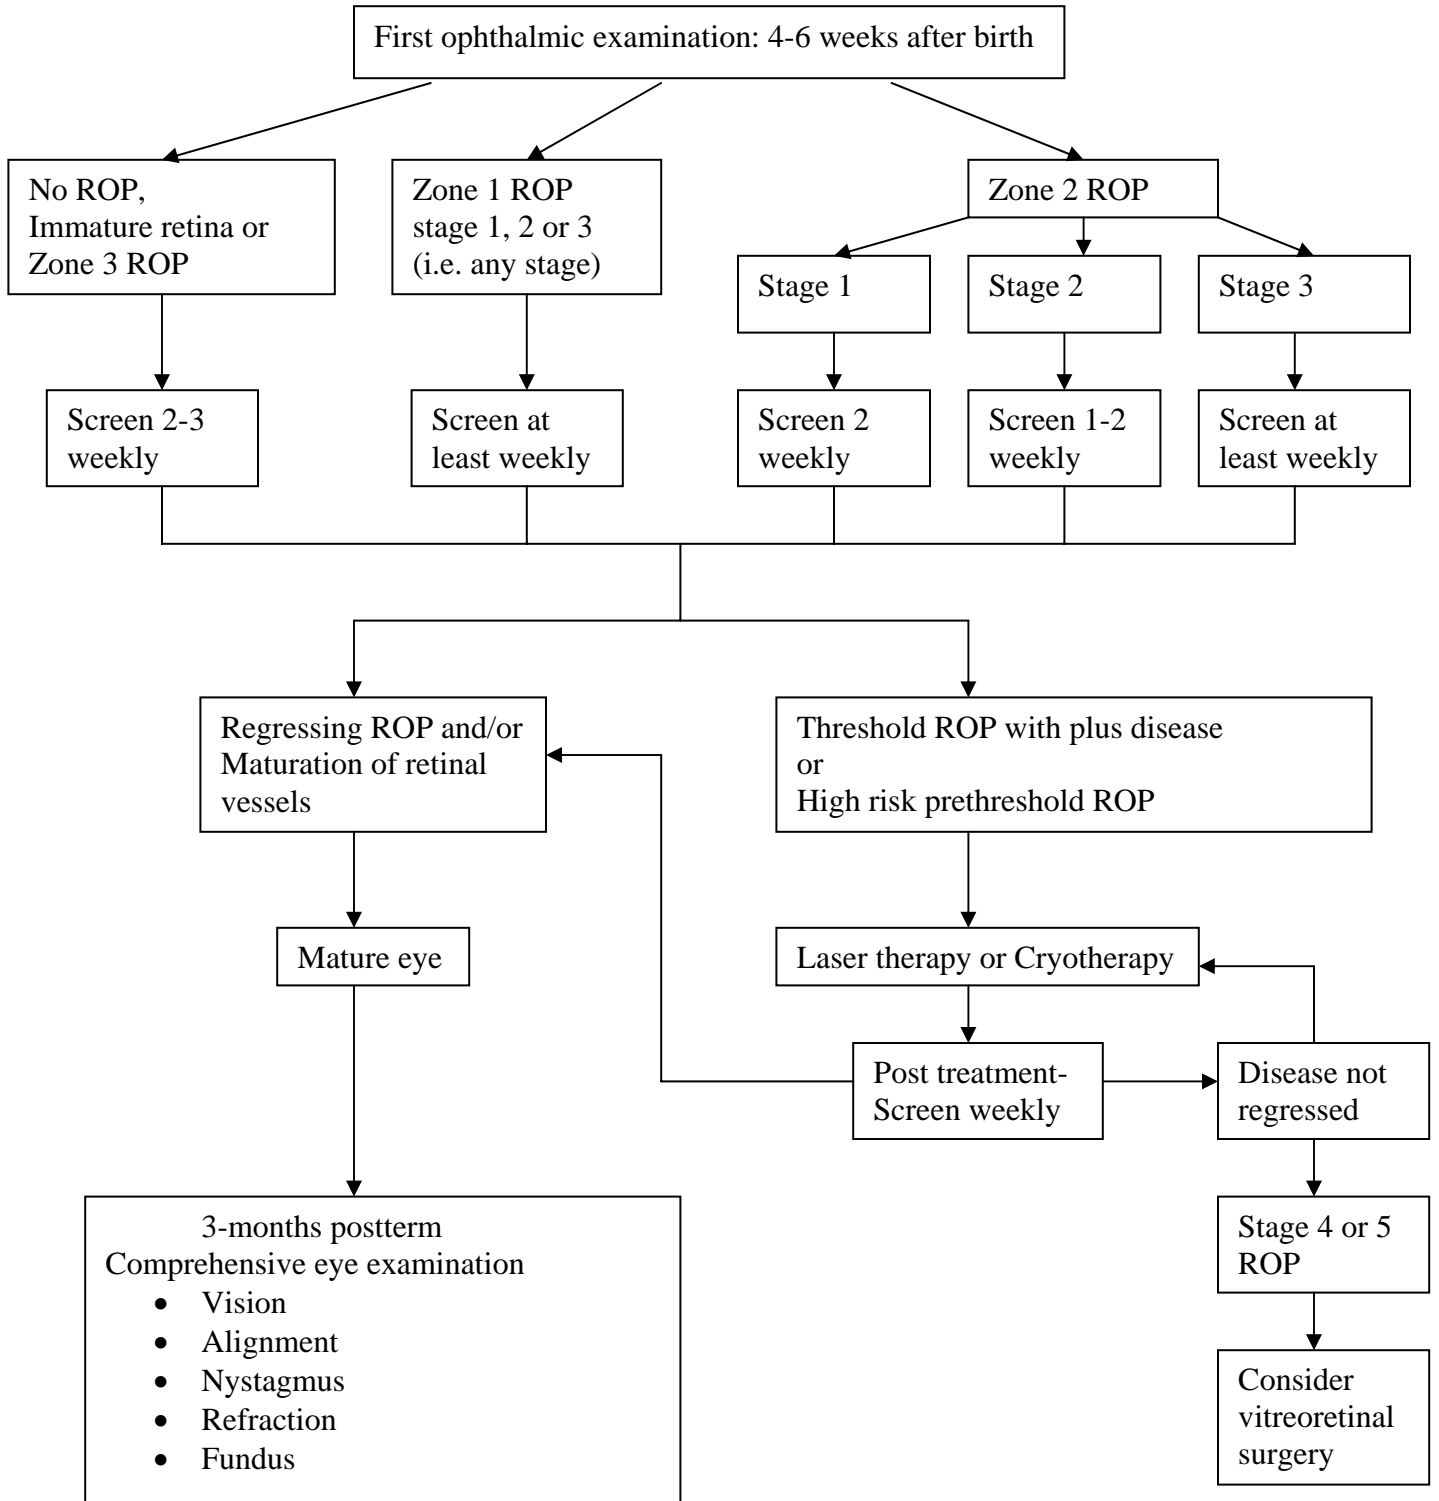 First ophthalmic examination: 4-6 weeks after birth
No ROP,
Immature retina or
Zone 3 ROP
Zone 1 ROP
stage 1, 2 or 3
(i.e. any stage)
Zone 2 ROP
Stage 1
Stage 2
Stage 3
Screen 2-3
weekly
Screen at
least weekly
Screen 2
weekly
Screen 1-2
weekly
Screen at
least weekly
Regressing ROP and/or
Maturation of retinal
vessels
Threshold ROP with plus disease
or
High risk prethreshold ROP
Mature eye
Laser therapy or Cryotherapy
Post treatment-
Screen weekly
Disease not
regressed
3-months postterm
Comprehensive eye examination
• Vision
• Alignment
• Nystagmus
• Refraction
• Fundus
Stage 4 or 5
ROP
Consider
vitreoretinal
surgery